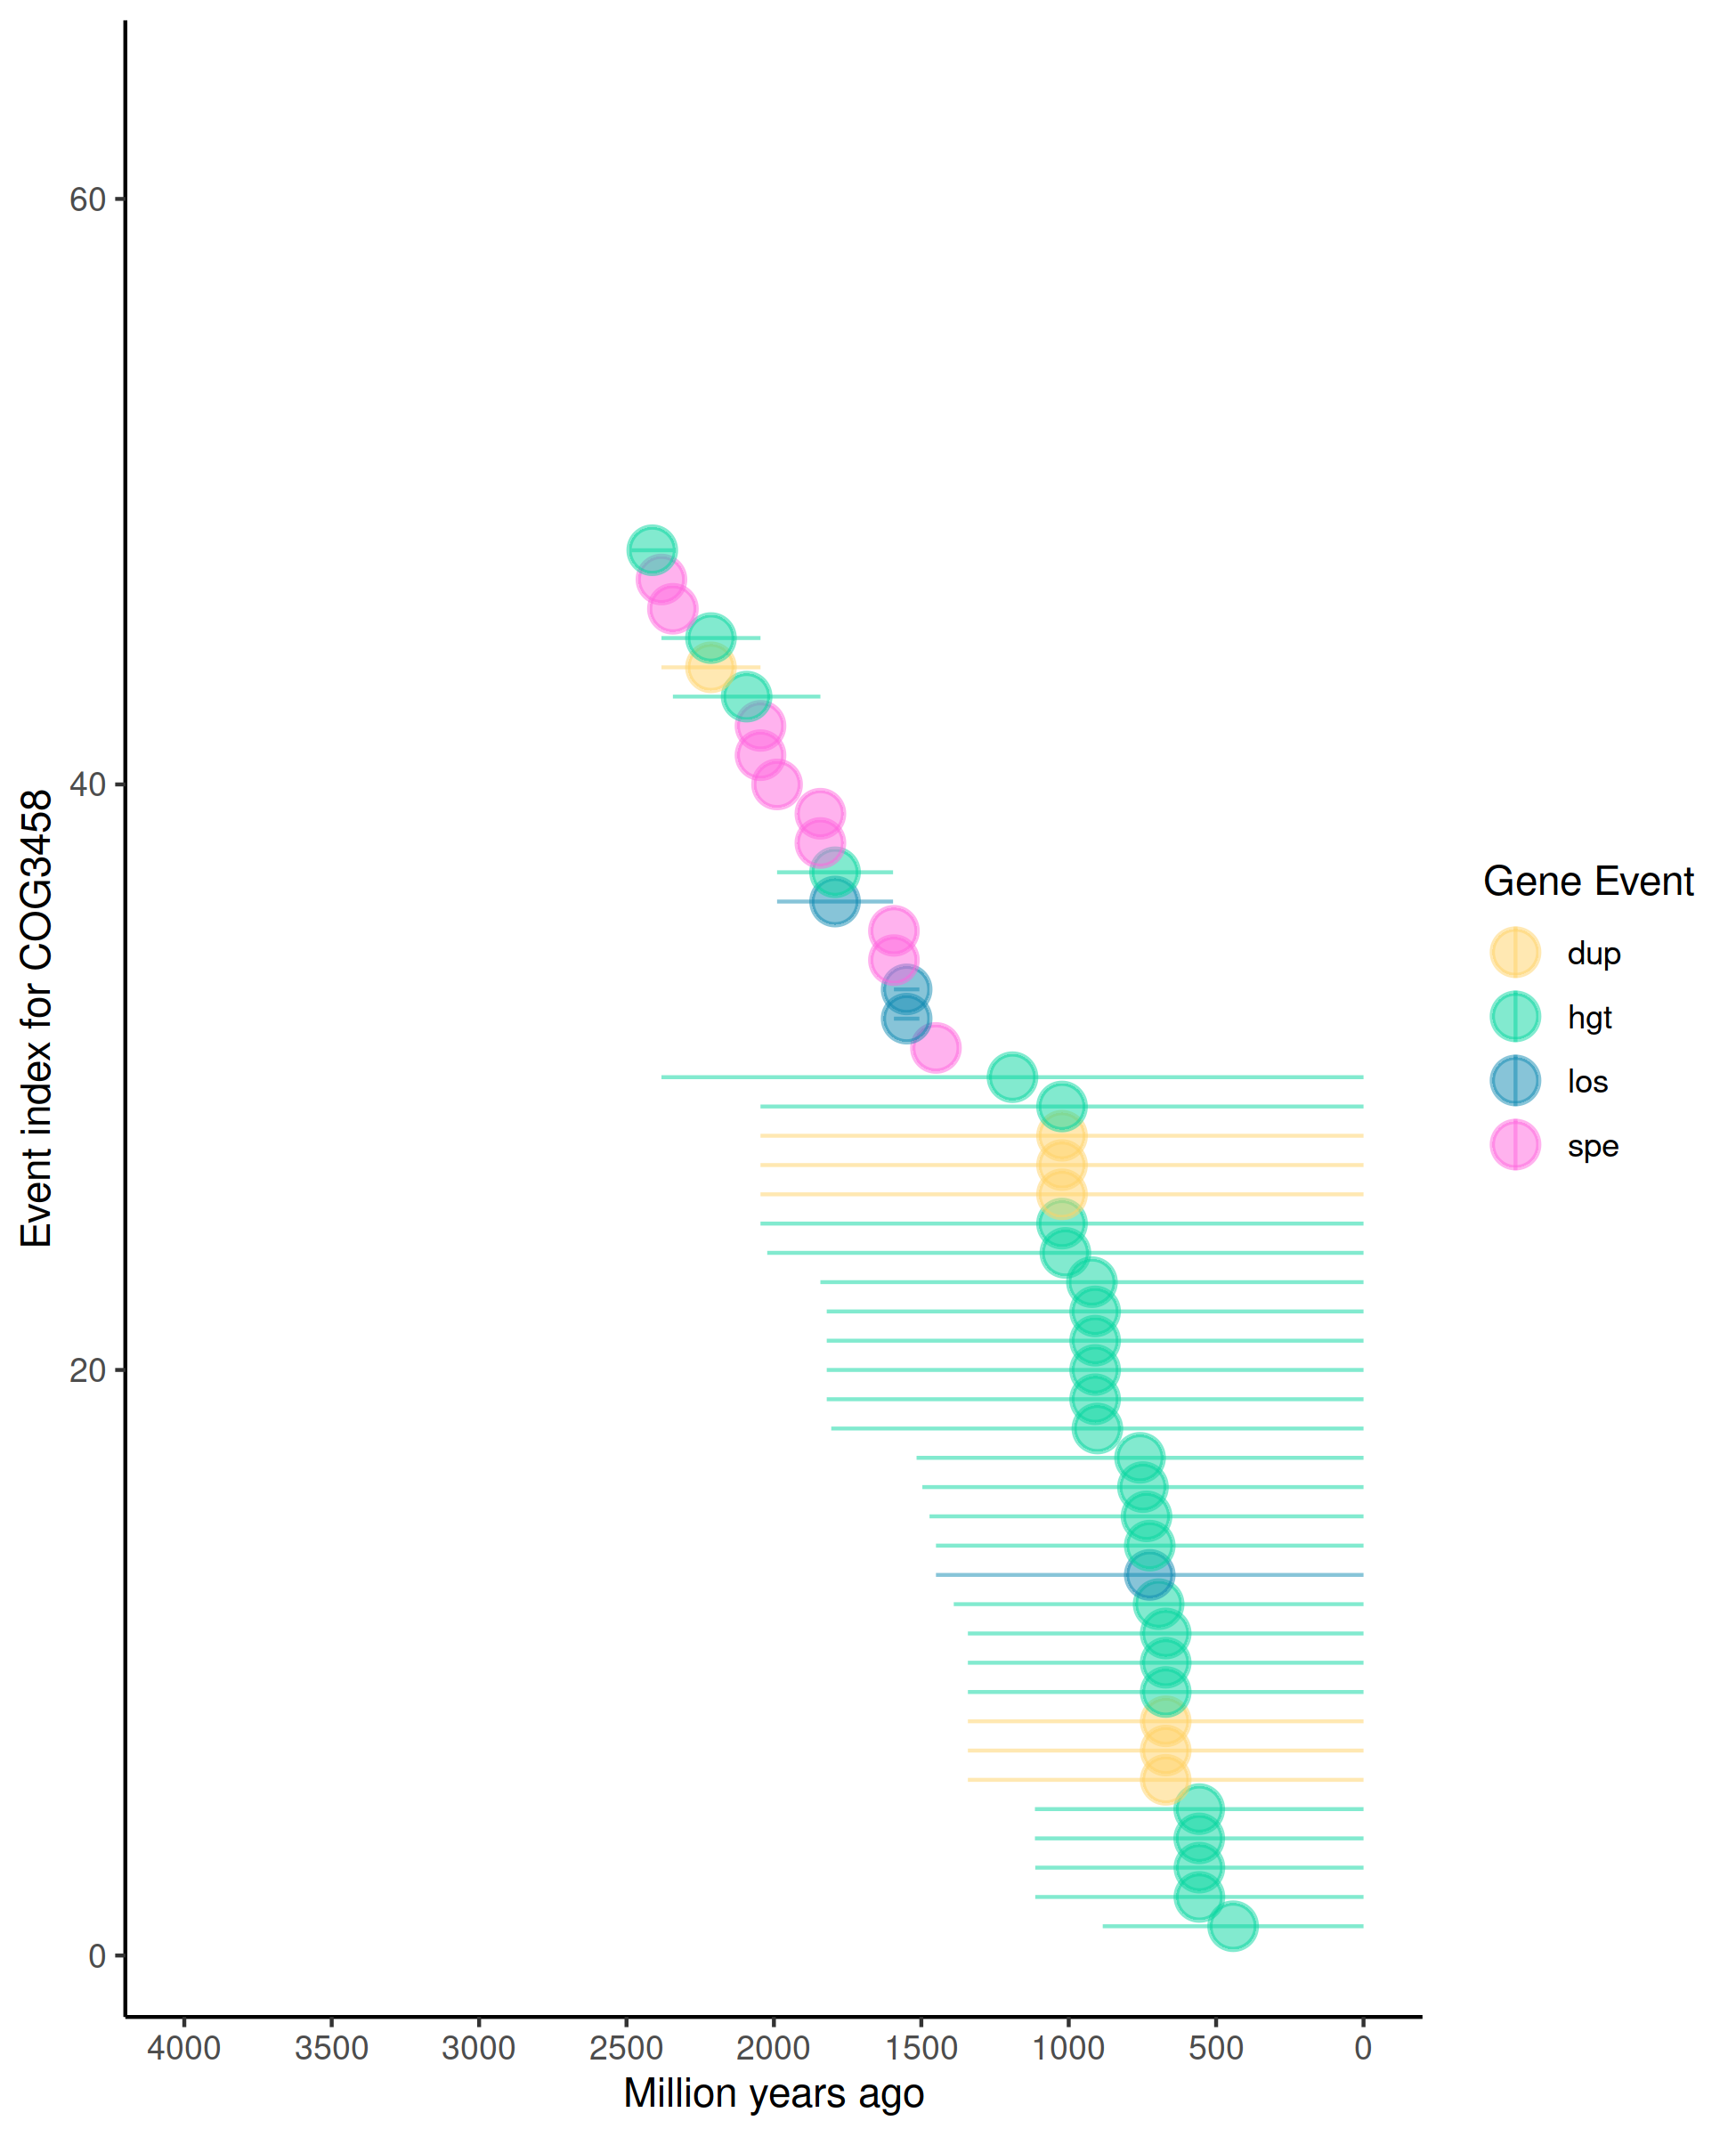 60
40
20
0
Event index for COG3458
4000 3500 3000 2500 2000 1500 1000 500 0
Million years ago
Gene Event
dup
hgt
los
spe